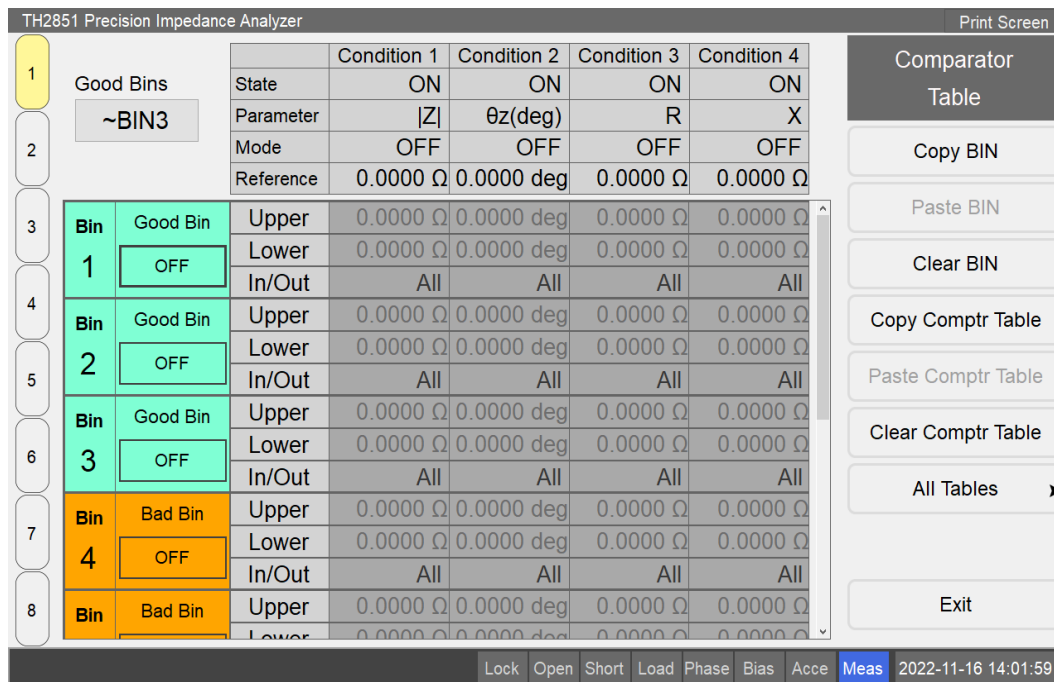 TH2851 Precision Impedance Analyzer
Print Screen
1
2
3
4
5
6
7
8
Good Bins
~BIN3
Condition 1 Condition 2 Condition 3 Condition 4
State ON ON ON ON
Parameter |Z| θz(deg) R X
Mode OFF OFF OFF OFF
Reference 0.0000 Ω 0.0000 deg 0.0000 Ω 0.0000 Ω
Bin 1 Good Bin OFF
Upper 0.0000 Ω 0.0000 deg 0.0000 Ω 0.0000 Ω
Lower 0.0000 Ω 0.0000 deg 0.0000 Ω 0.0000 Ω
In/Out All All All All
Bin 2 Good Bin OFF
Upper 0.0000 Ω 0.0000 deg 0.0000 Ω 0.0000 Ω
Lower 0.0000 Ω 0.0000 deg 0.0000 Ω 0.0000 Ω
In/Out All All All All
Bin 3 Good Bin OFF
Upper 0.0000 Ω 0.0000 deg 0.0000 Ω 0.0000 Ω
Lower 0.0000 Ω 0.0000 deg 0.0000 Ω 0.0000 Ω
In/Out All All All All
Bin 4 Bad Bin OFF
Upper 0.0000 Ω 0.0000 deg 0.0000 Ω 0.0000 Ω
Lower 0.0000 Ω 0.0000 deg 0.0000 Ω 0.0000 Ω
In/Out All All All All
Bin Bad Bin
Upper 0.0000 Ω 0.0000 deg 0.0000 Ω 0.0000 Ω
Lower 0.0000 Ω 0.0000 deg 0.0000 Ω 0.0000 Ω
Comparator
Table
Copy BIN
Paste BIN
Clear BIN
Copy Comptr Table
Paste Comptr Table
Clear Comptr Table
All Tables
Exit
Lock Open Short Load Phase Bias Acce Meas 2022-11-16 14:01:59